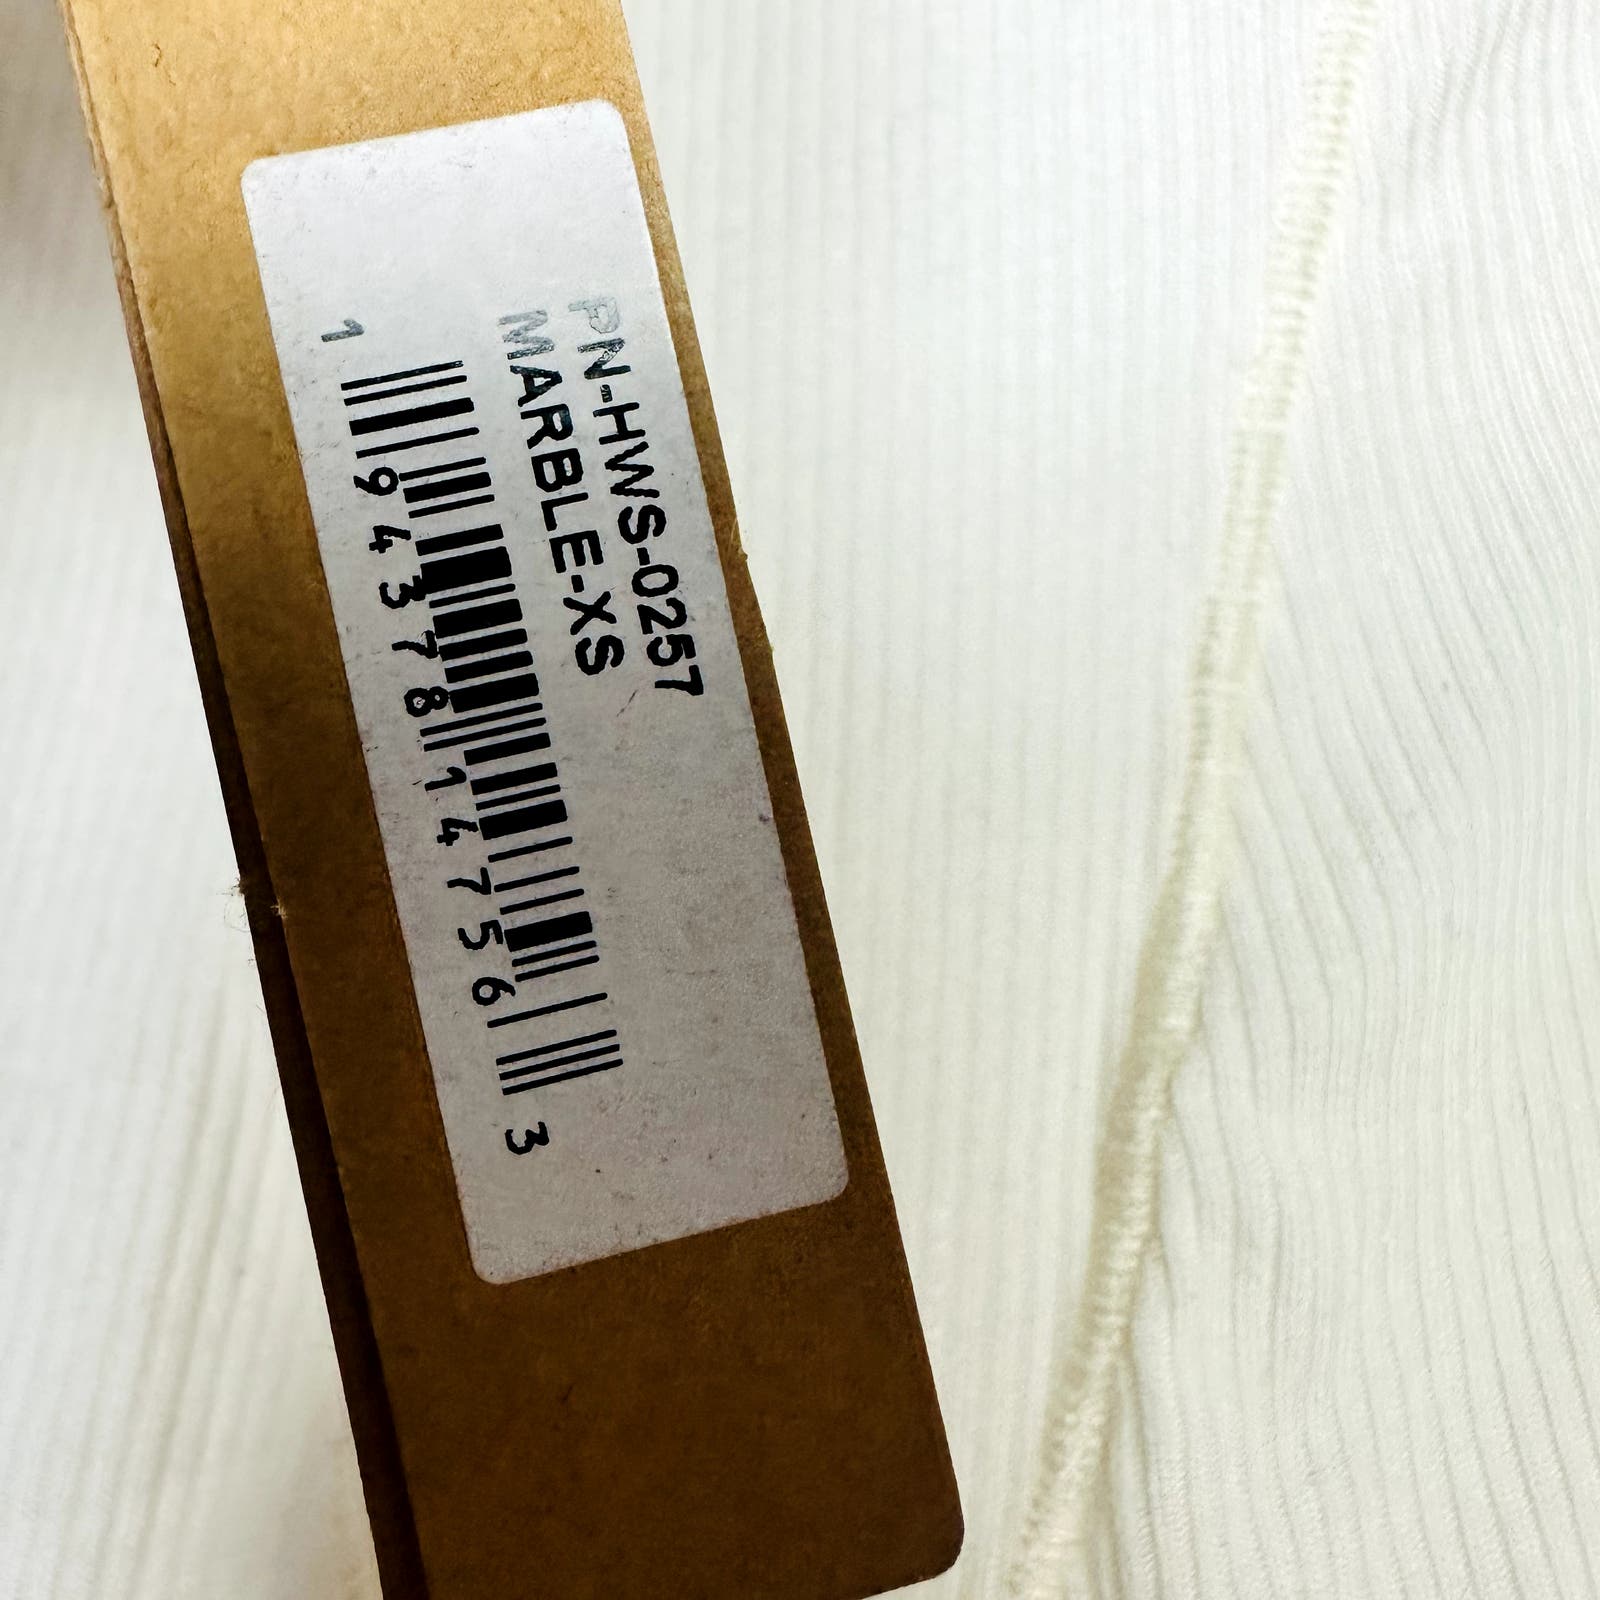 PN-HWS-0257
MARBLE-XS
1 94378 14756 3